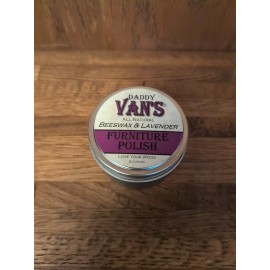 DADDY
VAN'S
ALL NATURAL
BEESWAX & LAVENDER
FURNITURE
POLISH
LOVE YOUR WOOD